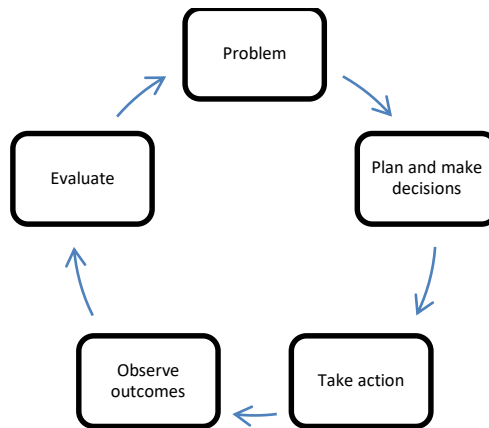 Problem
Plan and make
decisions
Take action
Observe
outcomes
Evaluate